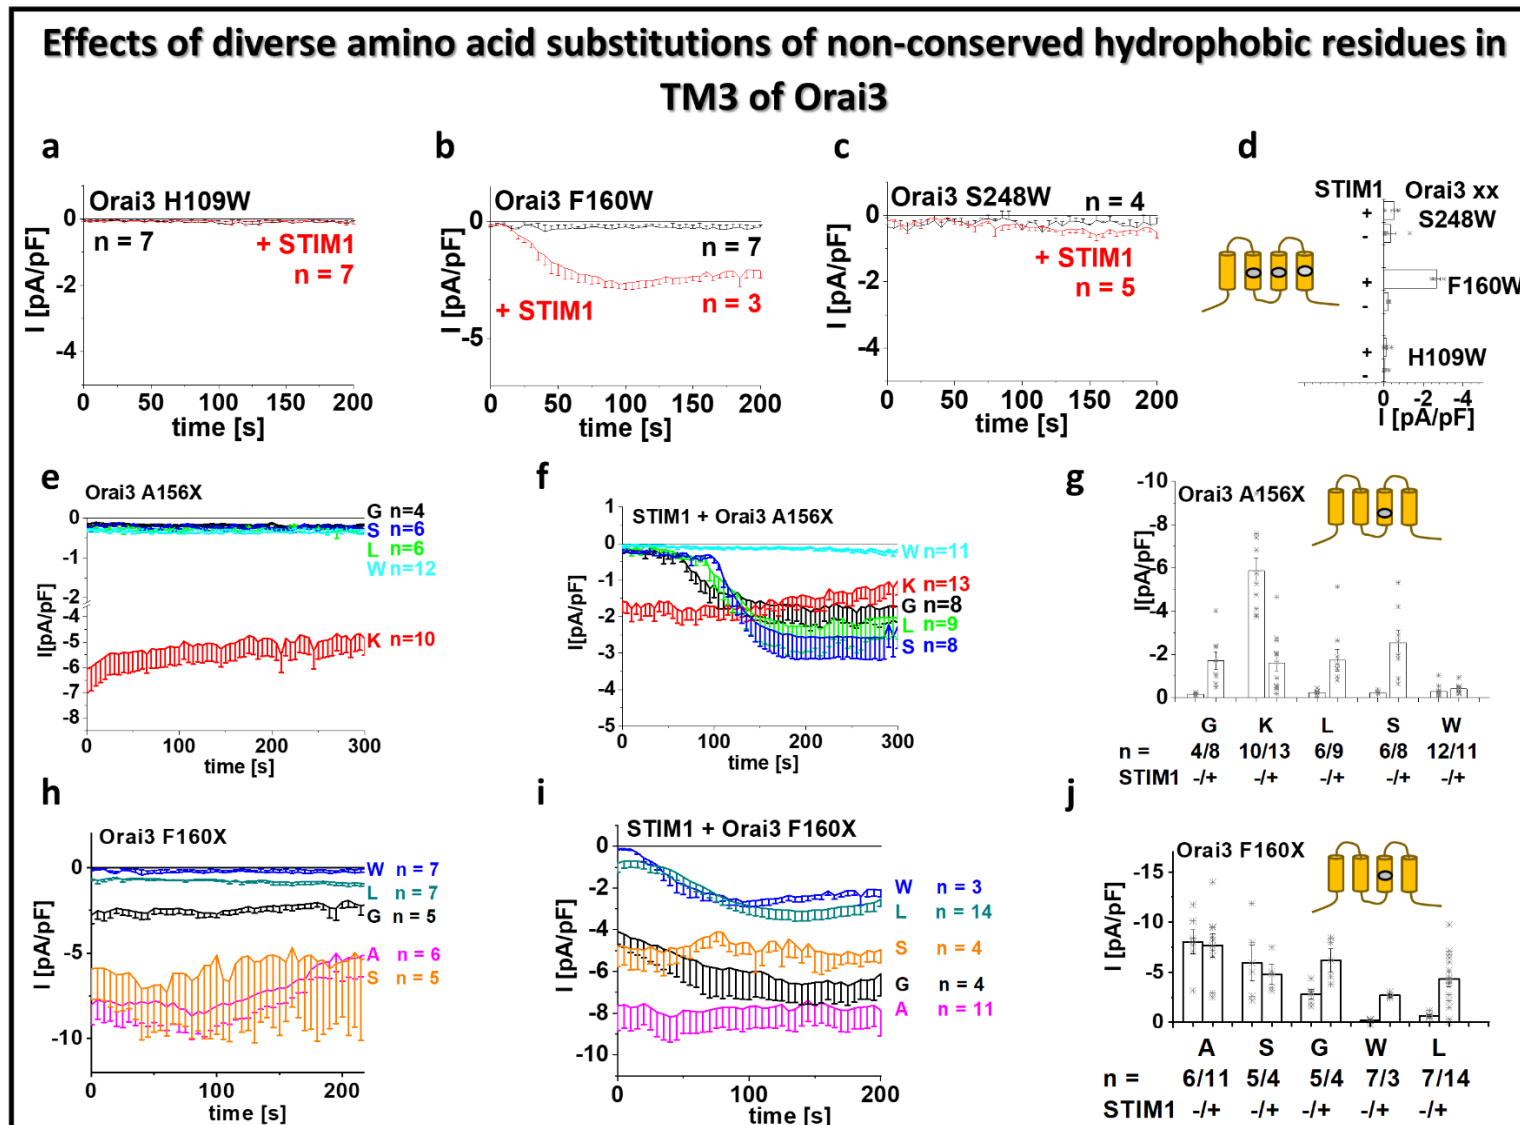 Effects of diverse amino acid substitutions of non-conserved hydrophobic residues in
TM3 of Orai3
a
Orai3 H109W
n = 7
+ STIM1
n = 7
I [pA/pF]
0
-2
-4
0
50
100
150
200
time [s]
b
Orai3 F160W
n = 7
+ STIM1
n = 3
I [pA/pF]
0
-5
0
50
100
150
200
time [s]
c
Orai3 S248W
n = 4
+ STIM1
n = 5
I [pA/pF]
0
-2
-4
0
50
100
150
200
time [s]
d
STIM1
Orai3 xx
+
S248W
-
+
F160W
-
+
H109W
-
0
-2
-4
I [pA/pF]
e
Orai3 A156X
G n=4
S n=6
L n=6
W n=12
K n=10
I[pA/pF]
0
-1
-2
-4
-5
-6
-7
-8
0
100
200
300
time [s]
f
STIM1 + Orai3 A156X
W n=11
K n=13
G n=8
L n=9
S n=8
I[pA/pF]
1
0
-1
-2
-3
-4
-5
0
100
200
300
time [s]
g
Orai3 A156X
I[pA/pF]
-10
-8
-6
-4
-2
0
G K L S W
n = 4/8 10/13 6/9 6/8 12/11
STIM1 -/+ -/+ -/+ -/+ -/+
h
Orai3 F160X
W n = 7
L n = 7
G n = 5
A n = 6
S n = 5
I [pA/pF]
0
-5
-10
0
100
200
time [s]
i
STIM1 + Orai3 F160X
W n = 3
L n = 14
S n = 4
G n = 4
A n = 11
I [pA/pF]
0
-2
-4
-6
-8
-10
0
100
200
time [s]
j
Orai3 F160X
I [pA/pF]
-15
-10
-5
0
A S G W L
n = 6/11 5/4 5/4 7/3 7/14
STIM1 -/+ -/+ -/+ -/+ -/+